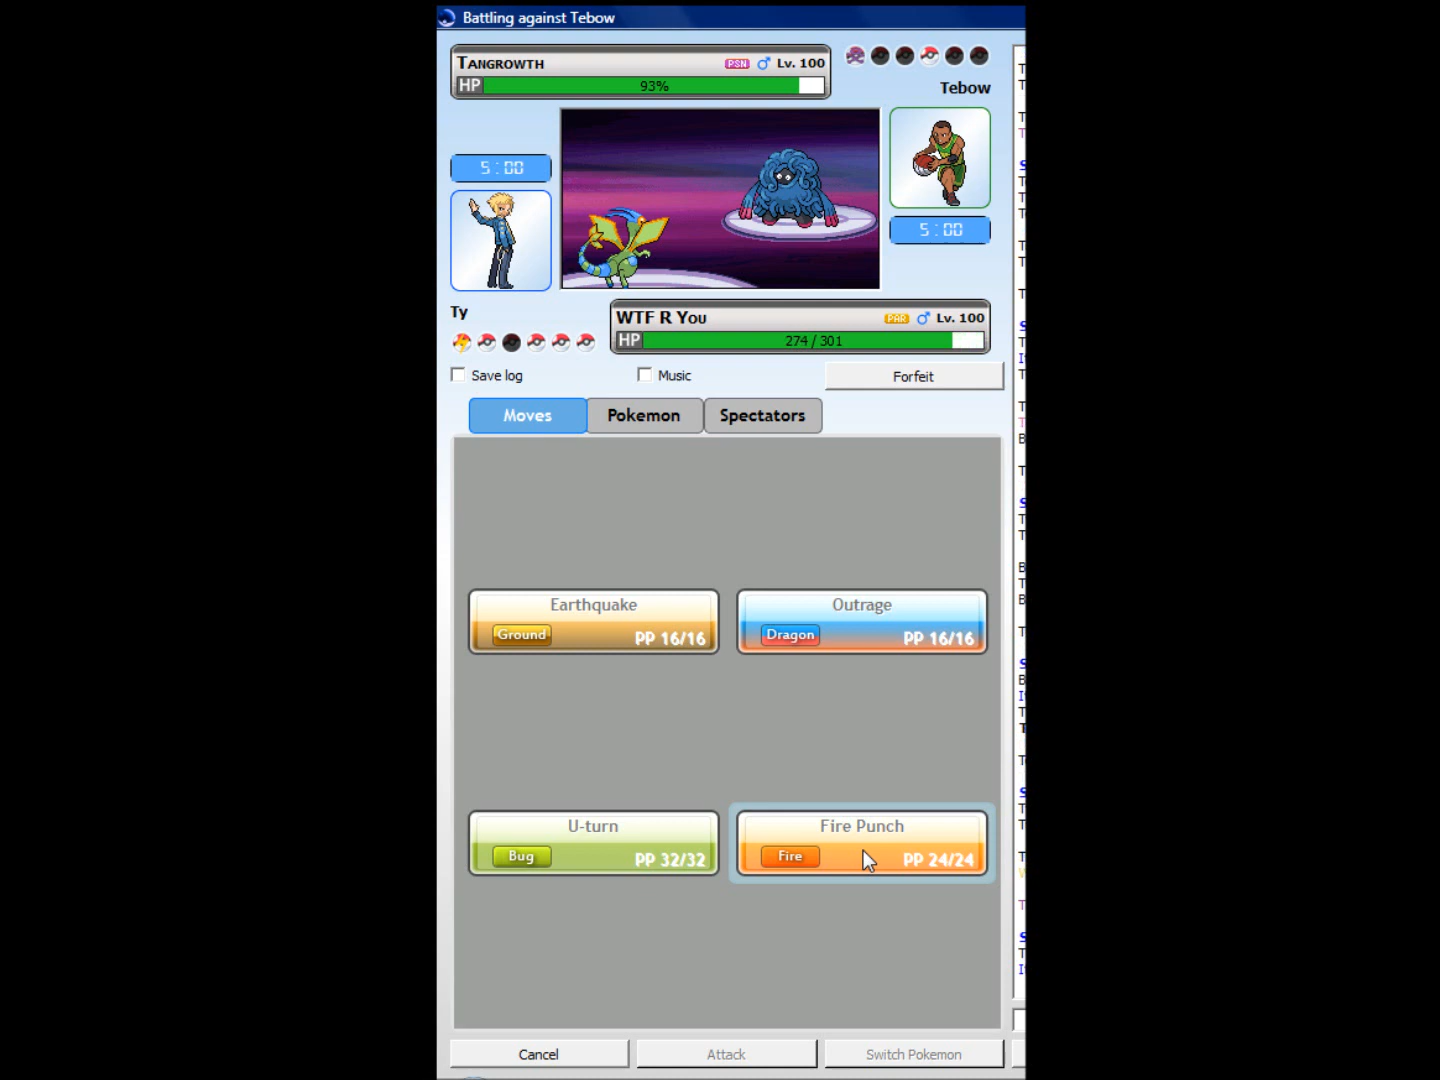 Battling against Tebow
TANGROWTH PSN ♂ Lv. 100
HP 93%
Tebow
5:00
5:00
Ty
WTF R YOU PAR ♂ Lv. 100
HP 274 / 301
Save log
Music
Forfeit
Moves
Pokemon
Spectators
Earthquake
Ground PP 16/16
Outrage
Dragon PP 16/16
U-turn
Bug PP 32/32
Fire Punch
Fire PP 24/24
Cancel
Attack
Switch Pokemon